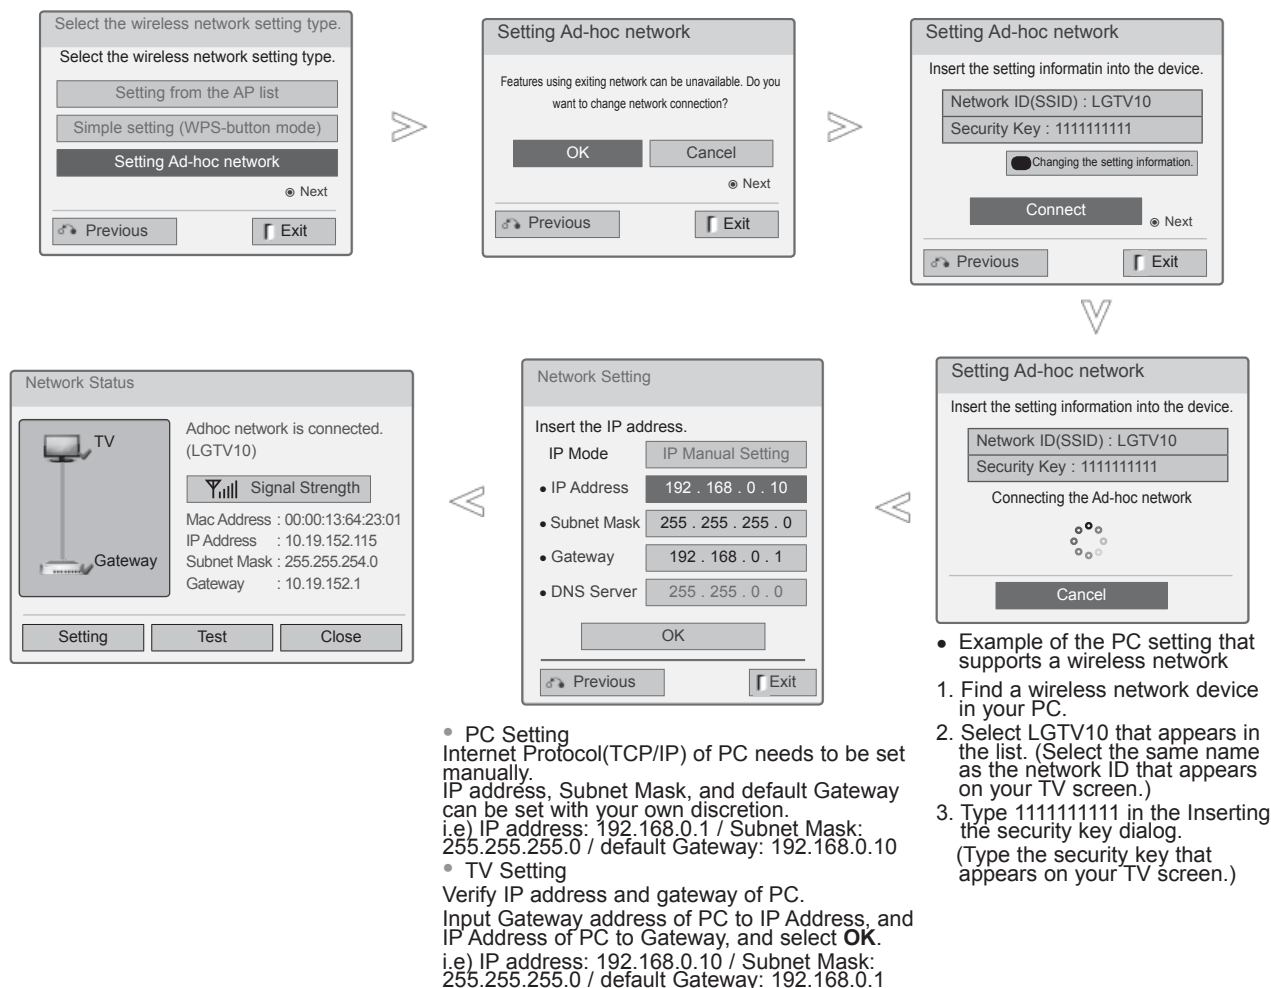 Select the wireless network setting type.
Select the wireless network setting type.
Setting from the AP list
Simple setting (WPS-button mode)
Setting Ad-hoc network
Next
Previous
Exit
Setting Ad-hoc network
Features using exiting network can be unavailable. Do you
want to change network connection?
OK
Cancel
Next
Previous
Exit
Setting Ad-hoc network
Insert the setting informatin into the device.
Network ID(SSID) : LGTV10
Security Key : 1111111111
Changing the setting information.
Connect
Next
Previous
Exit
Setting Ad-hoc network
Insert the setting information into the device.
Network ID(SSID) : LGTV10
Security Key : 1111111111
Connecting the Ad-hoc network
Cancel
• Example of the PC setting that
supports a wireless network
1. Find a wireless network device
in your PC.
2. Select LGTV10 that appears in
the list. (Select the same name
as the network ID that appears
on your TV screen.)
3. Type 1111111111 in the Inserting
the security key dialog.
(Type the security key that
appears on your TV screen.)
Network Setting
Insert the IP address.
IP Mode IP Manual Setting
• IP Address 192 . 168 . 0 . 10
• Subnet Mask 255 . 255 . 255 . 0
• Gateway 192 . 168 . 0 . 1
• DNS Server 255 . 255 . 0 . 0
OK
Previous
Exit
• PC Setting
Internet Protocol(TCP/IP) of PC needs to be set
manually.
IP address, Subnet Mask, and default Gateway
can be set with your own discretion.
i.e) IP address: 192.168.0.1 / Subnet Mask:
255.255.255.0 / default Gateway: 192.168.0.10
• TV Setting
Verify IP address and gateway of PC.
Input Gateway address of PC to IP Address, and
IP Address of PC to Gateway, and select OK.
i.e) IP address: 192.168.0.10 / Subnet Mask:
255.255.255.0 / default Gateway: 192.168.0.1
Network Status
TV
Gateway
Adhoc network is connected.
(LGTV10)
Signal Strength
Mac Address : 00:00:13:64:23:01
IP Address : 10.19.152.115
Subnet Mask : 255.255.254.0
Gateway : 10.19.152.1
Setting
Test
Close